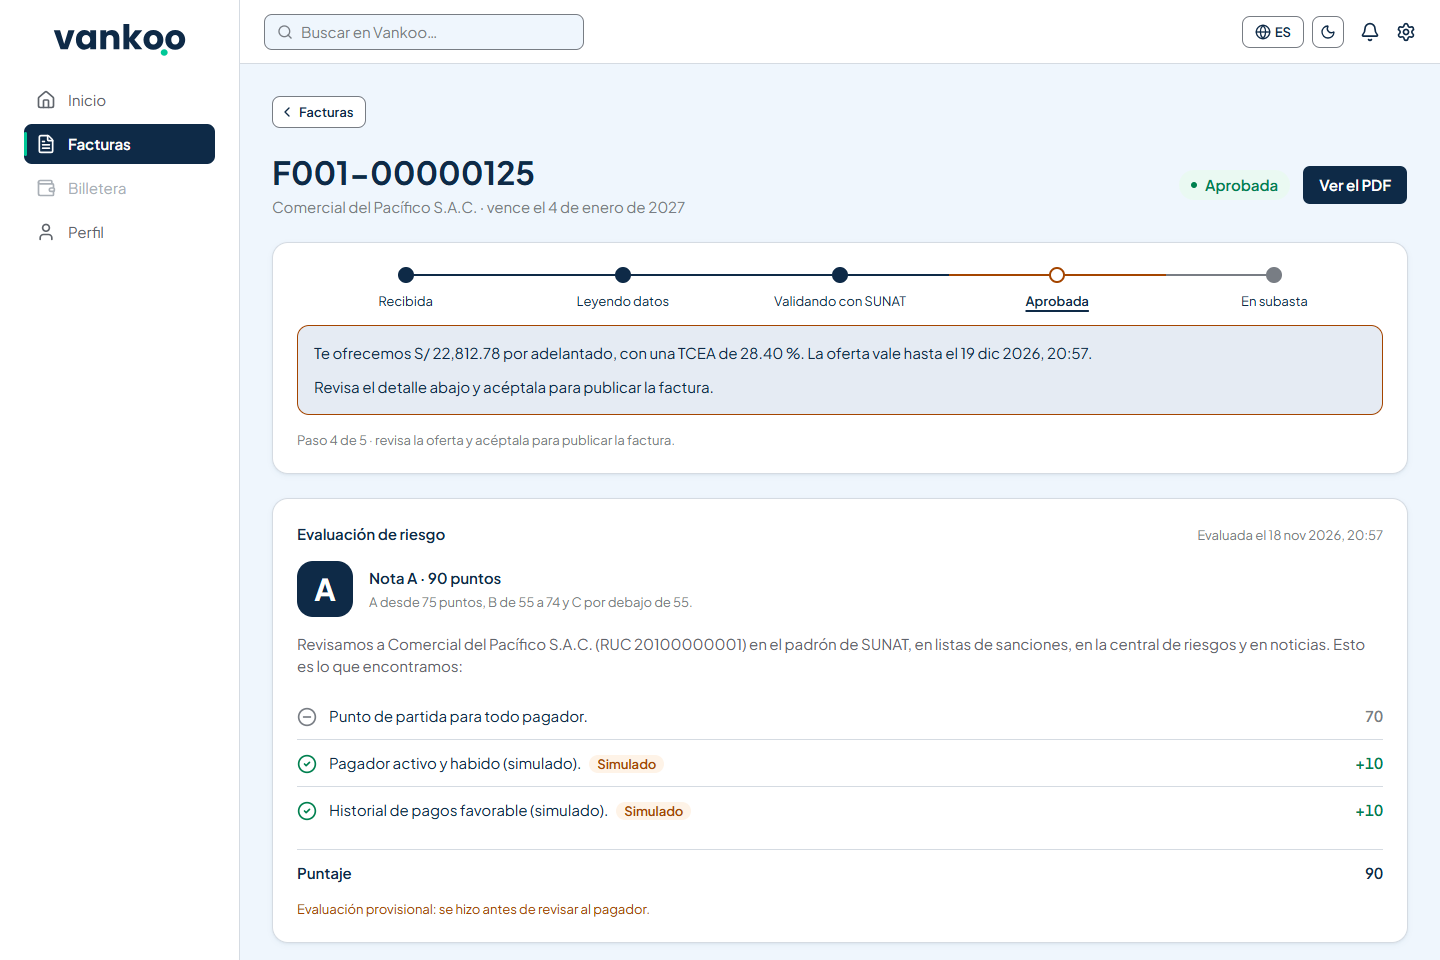 vankoo
Buscar en Vankoo...
ES
Inicio
Facturas
Billetera
Perfil
Facturas
F001-00000125
Comercial del Pacífico S.A.C. · vence el 4 de enero de 2027
Aprobada
Ver el PDF
Recibida
Leyendo datos
Validando con SUNAT
Aprobada
En subasta
Te ofrecemos S/ 22,812.78 por adelantado, con una TCEA de 28.40 %. La oferta vale hasta el 19 dic 2026, 20:57.
Revisa el detalle abajo y acéptala para publicar la factura.
Paso 4 de 5 · revisa la oferta y acéptala para publicar la factura.
Evaluación de riesgo
Evaluada el 18 nov 2026, 20:57
A
Nota A · 90 puntos
A desde 75 puntos, B de 55 a 74 y C por debajo de 55.
Revisamos a Comercial del Pacífico S.A.C. (RUC 20100000001) en el padrón de SUNAT, en listas de sanciones, en la central de riesgos y en noticias. Esto
es lo que encontramos:
Punto de partida para todo pagador.
70
Pagador activo y habido (simulado). Simulado
+10
Historial de pagos favorable (simulado). Simulado
+10
Puntaje
90
Evaluación provisional: se hizo antes de revisar al pagador.